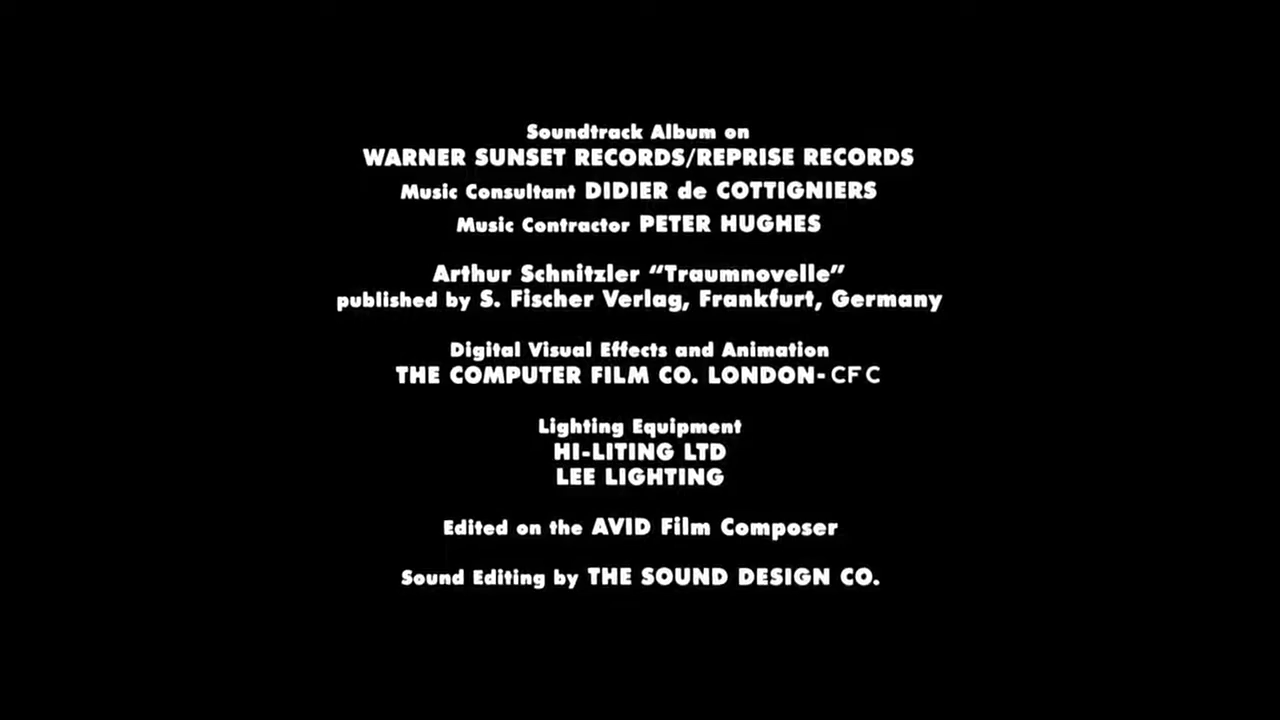 Soundtrack Album on
WARNER SUNSET RECORDS/REPRISE RECORDS
Music Consultant DIDIER de COTTIGNIERS
Music Contractor PETER HUGHES
Arthur Schnitzler “Traumnovelle”
published by S. Fischer Verlag, Frankfurt, Germany
Digital Visual Effects and Animation
THE COMPUTER FILM CO. LONDON-CFC
Lighting Equipment
HI-LITING LTD
LEE LIGHTING
Edited on the AVID Film Composer
Sound Editing by THE SOUND DESIGN CO.